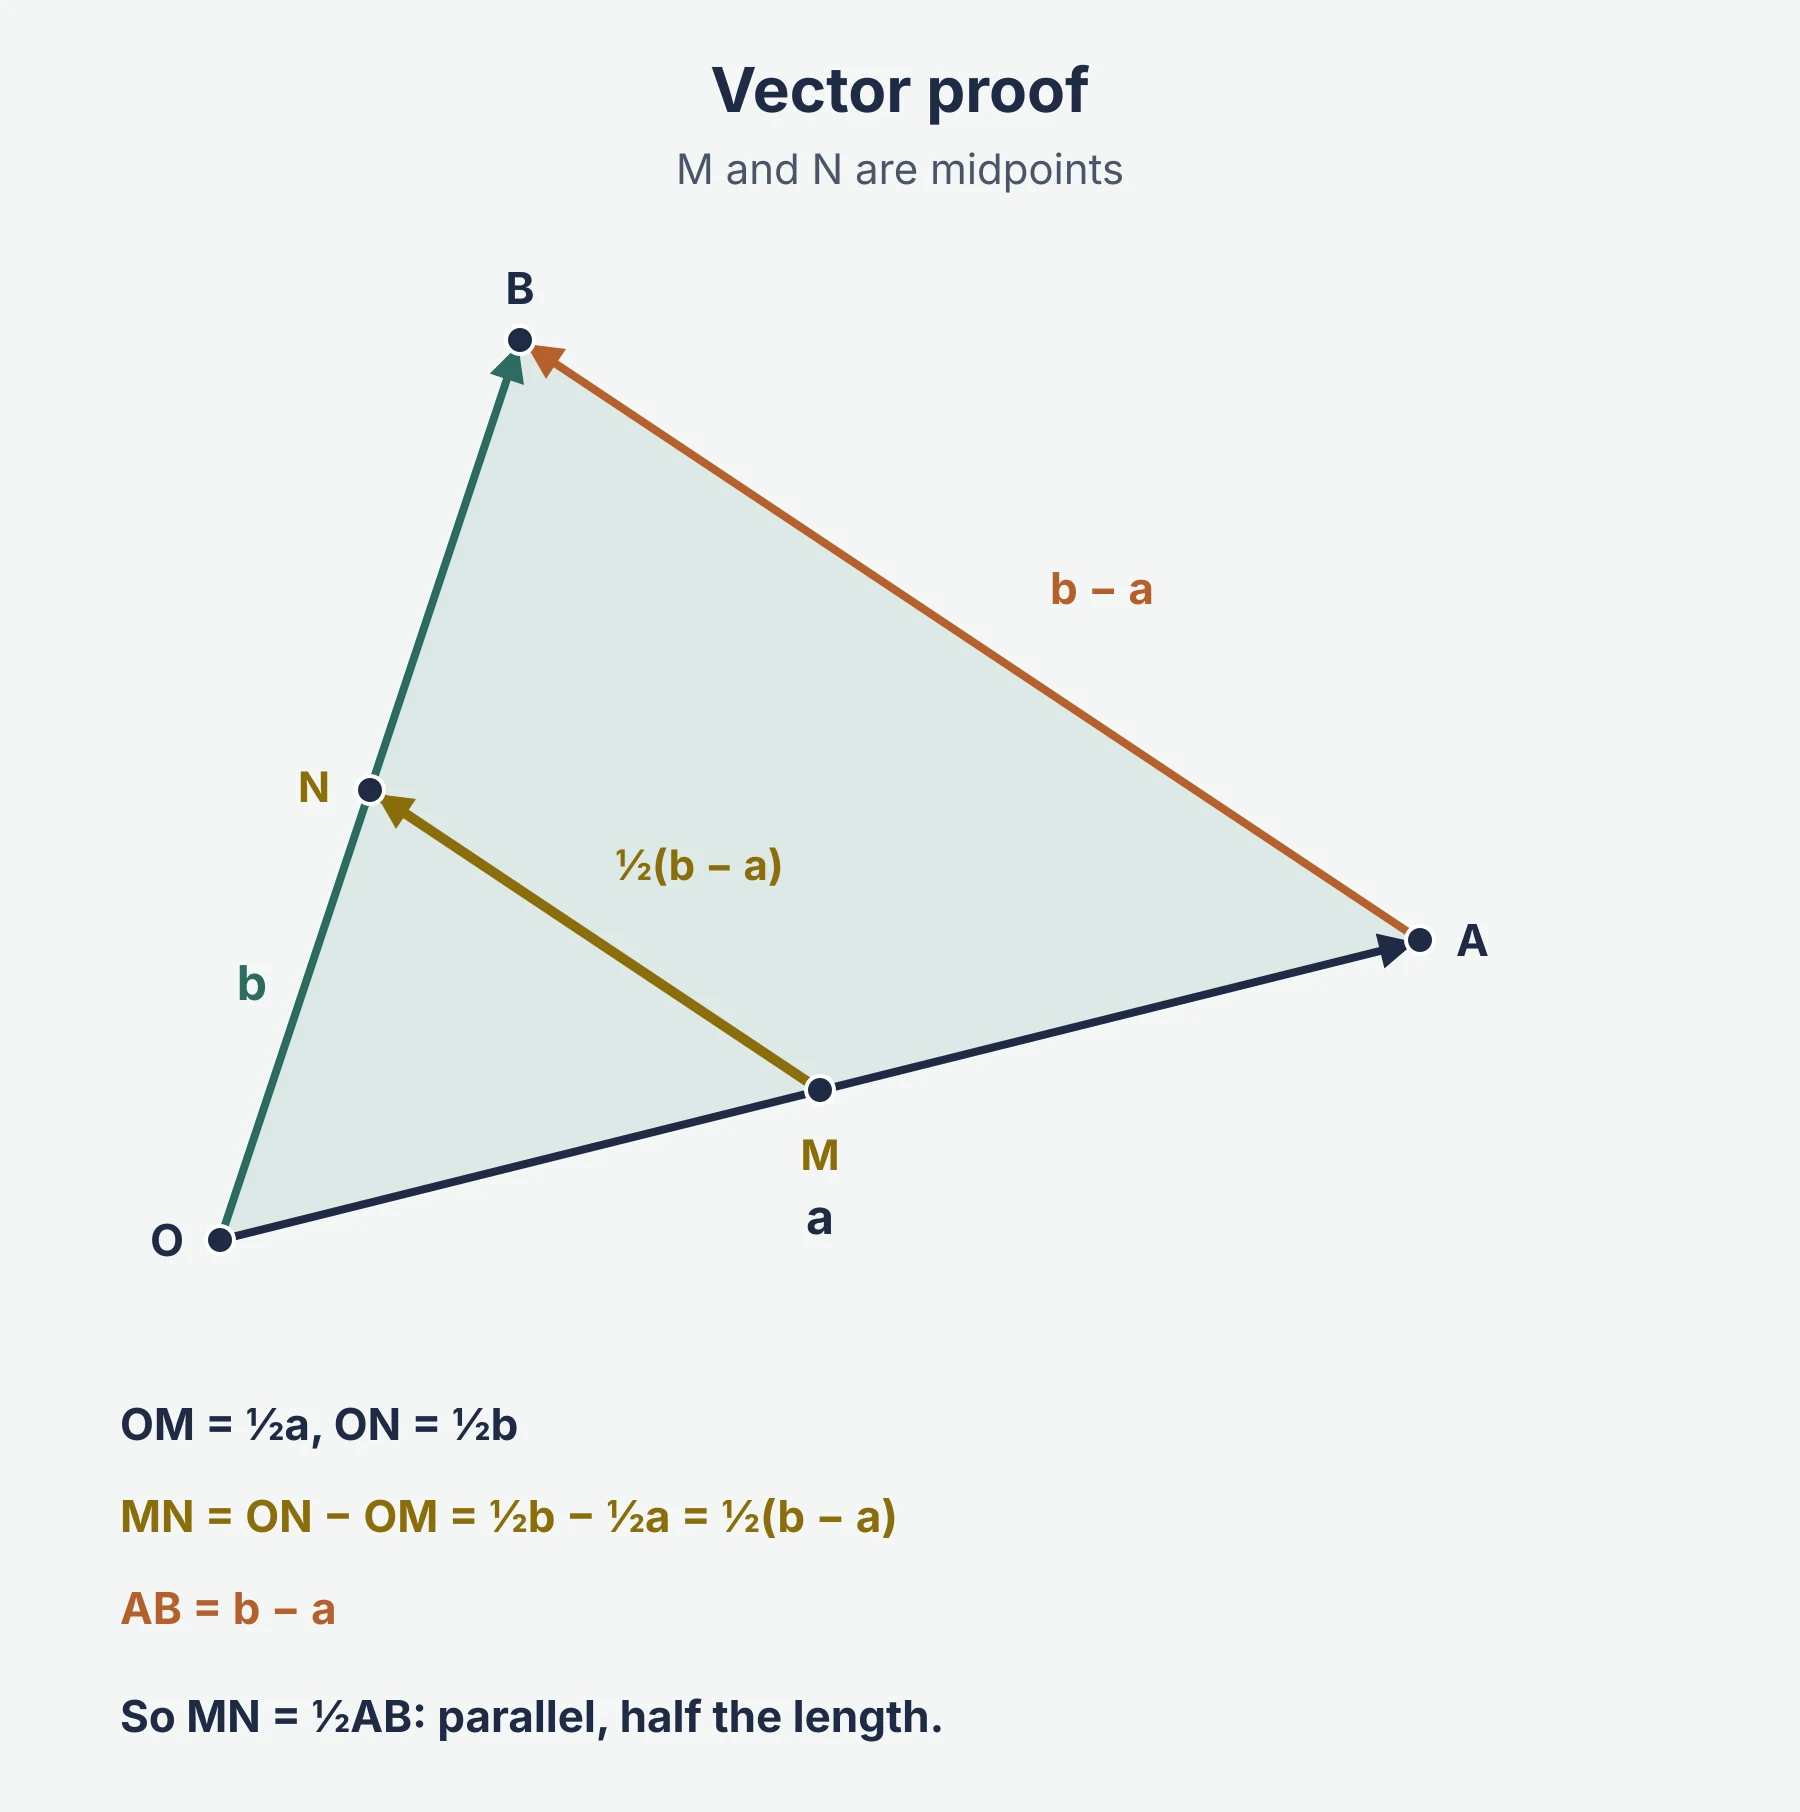 Vector proof
M and N are midpoints
B
b − a
N
½(b − a)
A
b
M
a
O
OM = ½a, ON = ½b
MN = ON − OM = ½b − ½a = ½(b − a)
AB = b − a
So MN = ½AB: parallel, half the length.